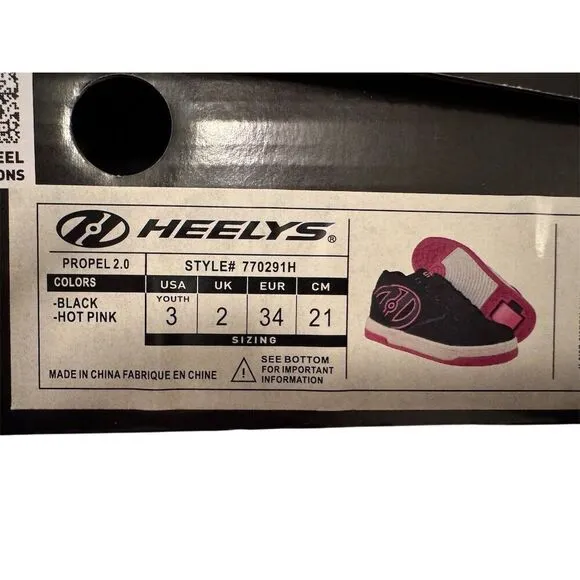 EEL
ONS
HEELYS®
PROPEL 2.0
STYLE# 770291H
COLORS
USA UK EUR CM
-BLACK
-HOT PINK
YOUTH
3 2 34 21
SIZING
MADE IN CHINA FABRIQUE EN CHINE
SEE BOTTOM
FOR IMPORTANT
INFORMATION